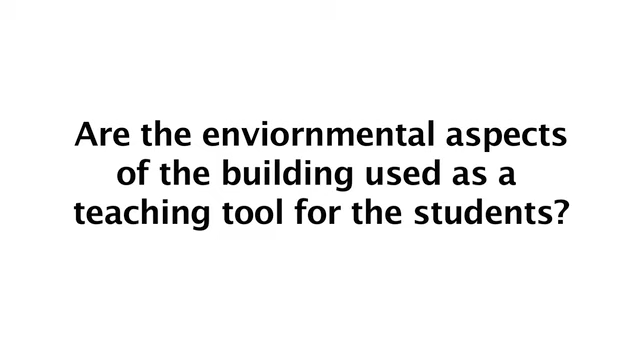 Are the enviornmental aspects
of the building used as a
teaching tool for the students?